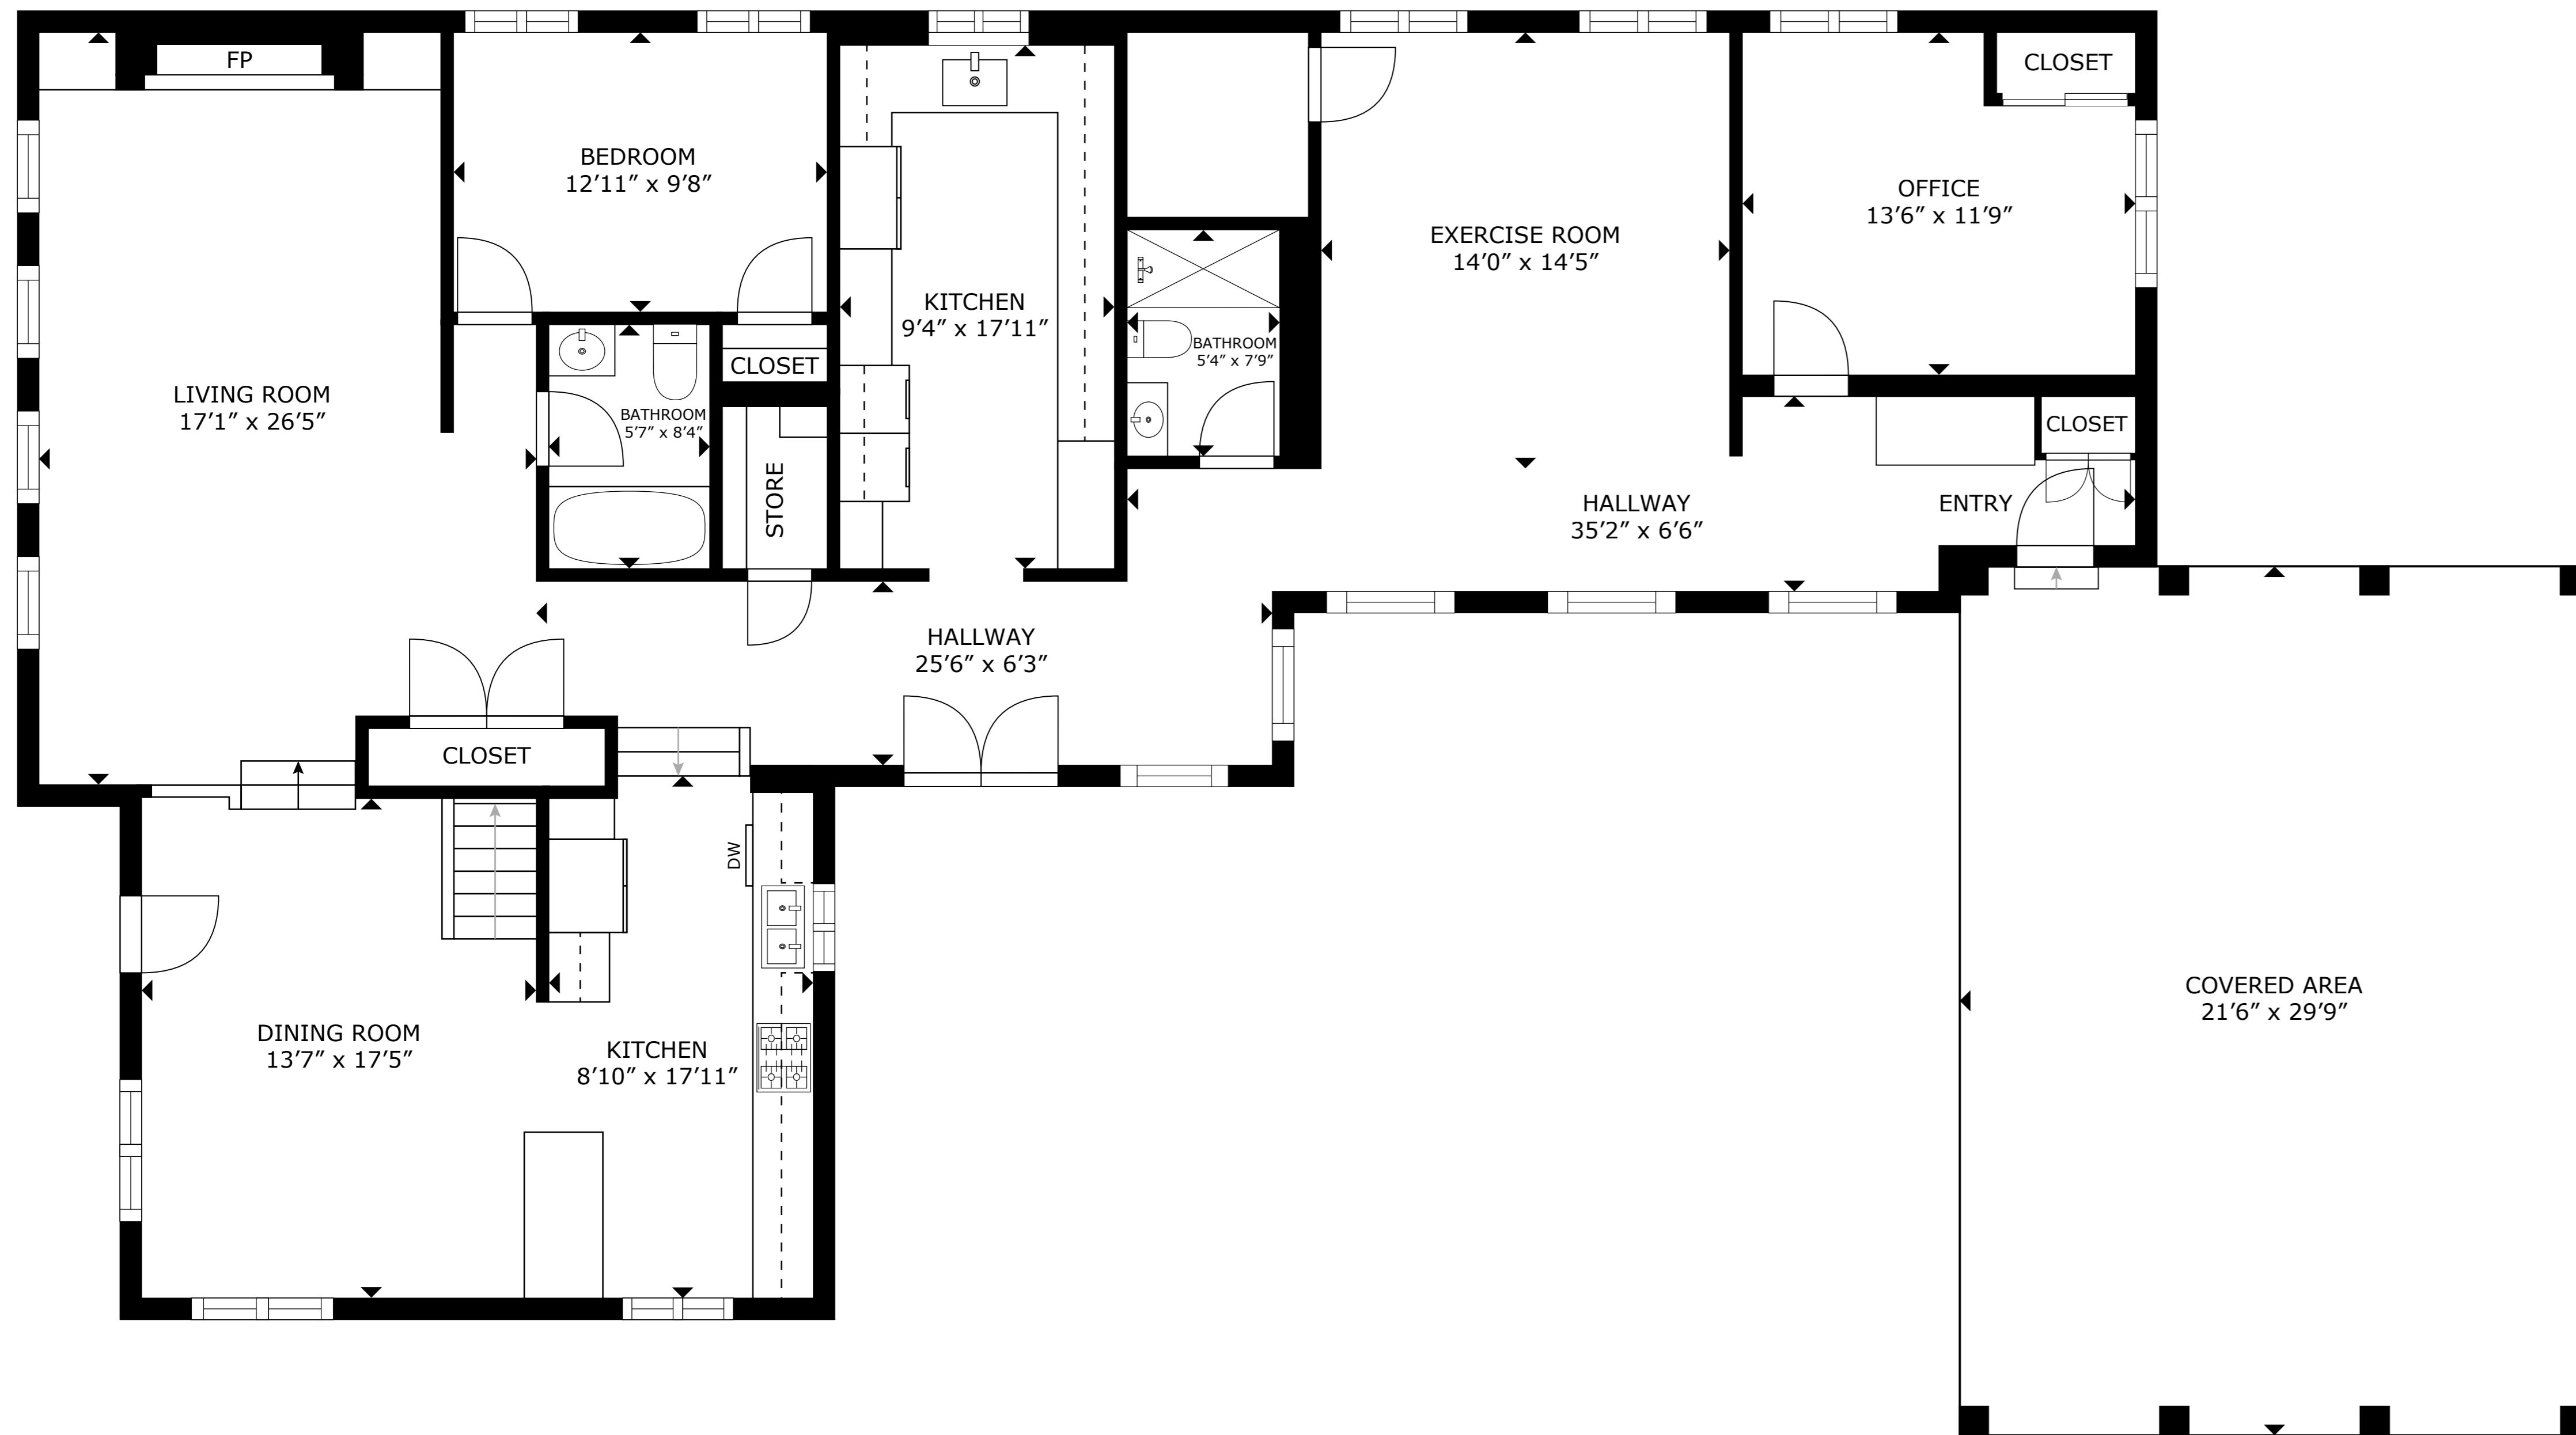 FP
CLOSET
BEDROOM
12'11" x 9'8"
OFFICE
13'6" x 11'9"
EXERCISE ROOM
14'0" x 14'5"
KITCHEN
9'4" x 17'11"
BATHROOM
5'4" x 7'9"
CLOSET
LIVING ROOM
17'1" x 26'5"
BATHROOM
5'7" x 8'4"
CLOSET
STORE
HALLWAY
35'2" x 6'6"
ENTRY
HALLWAY
25'6" x 6'3"
CLOSET
DW
COVERED AREA
21'6" x 29'9"
DINING ROOM
13'7" x 17'5"
KITCHEN
8'10" x 17'11"